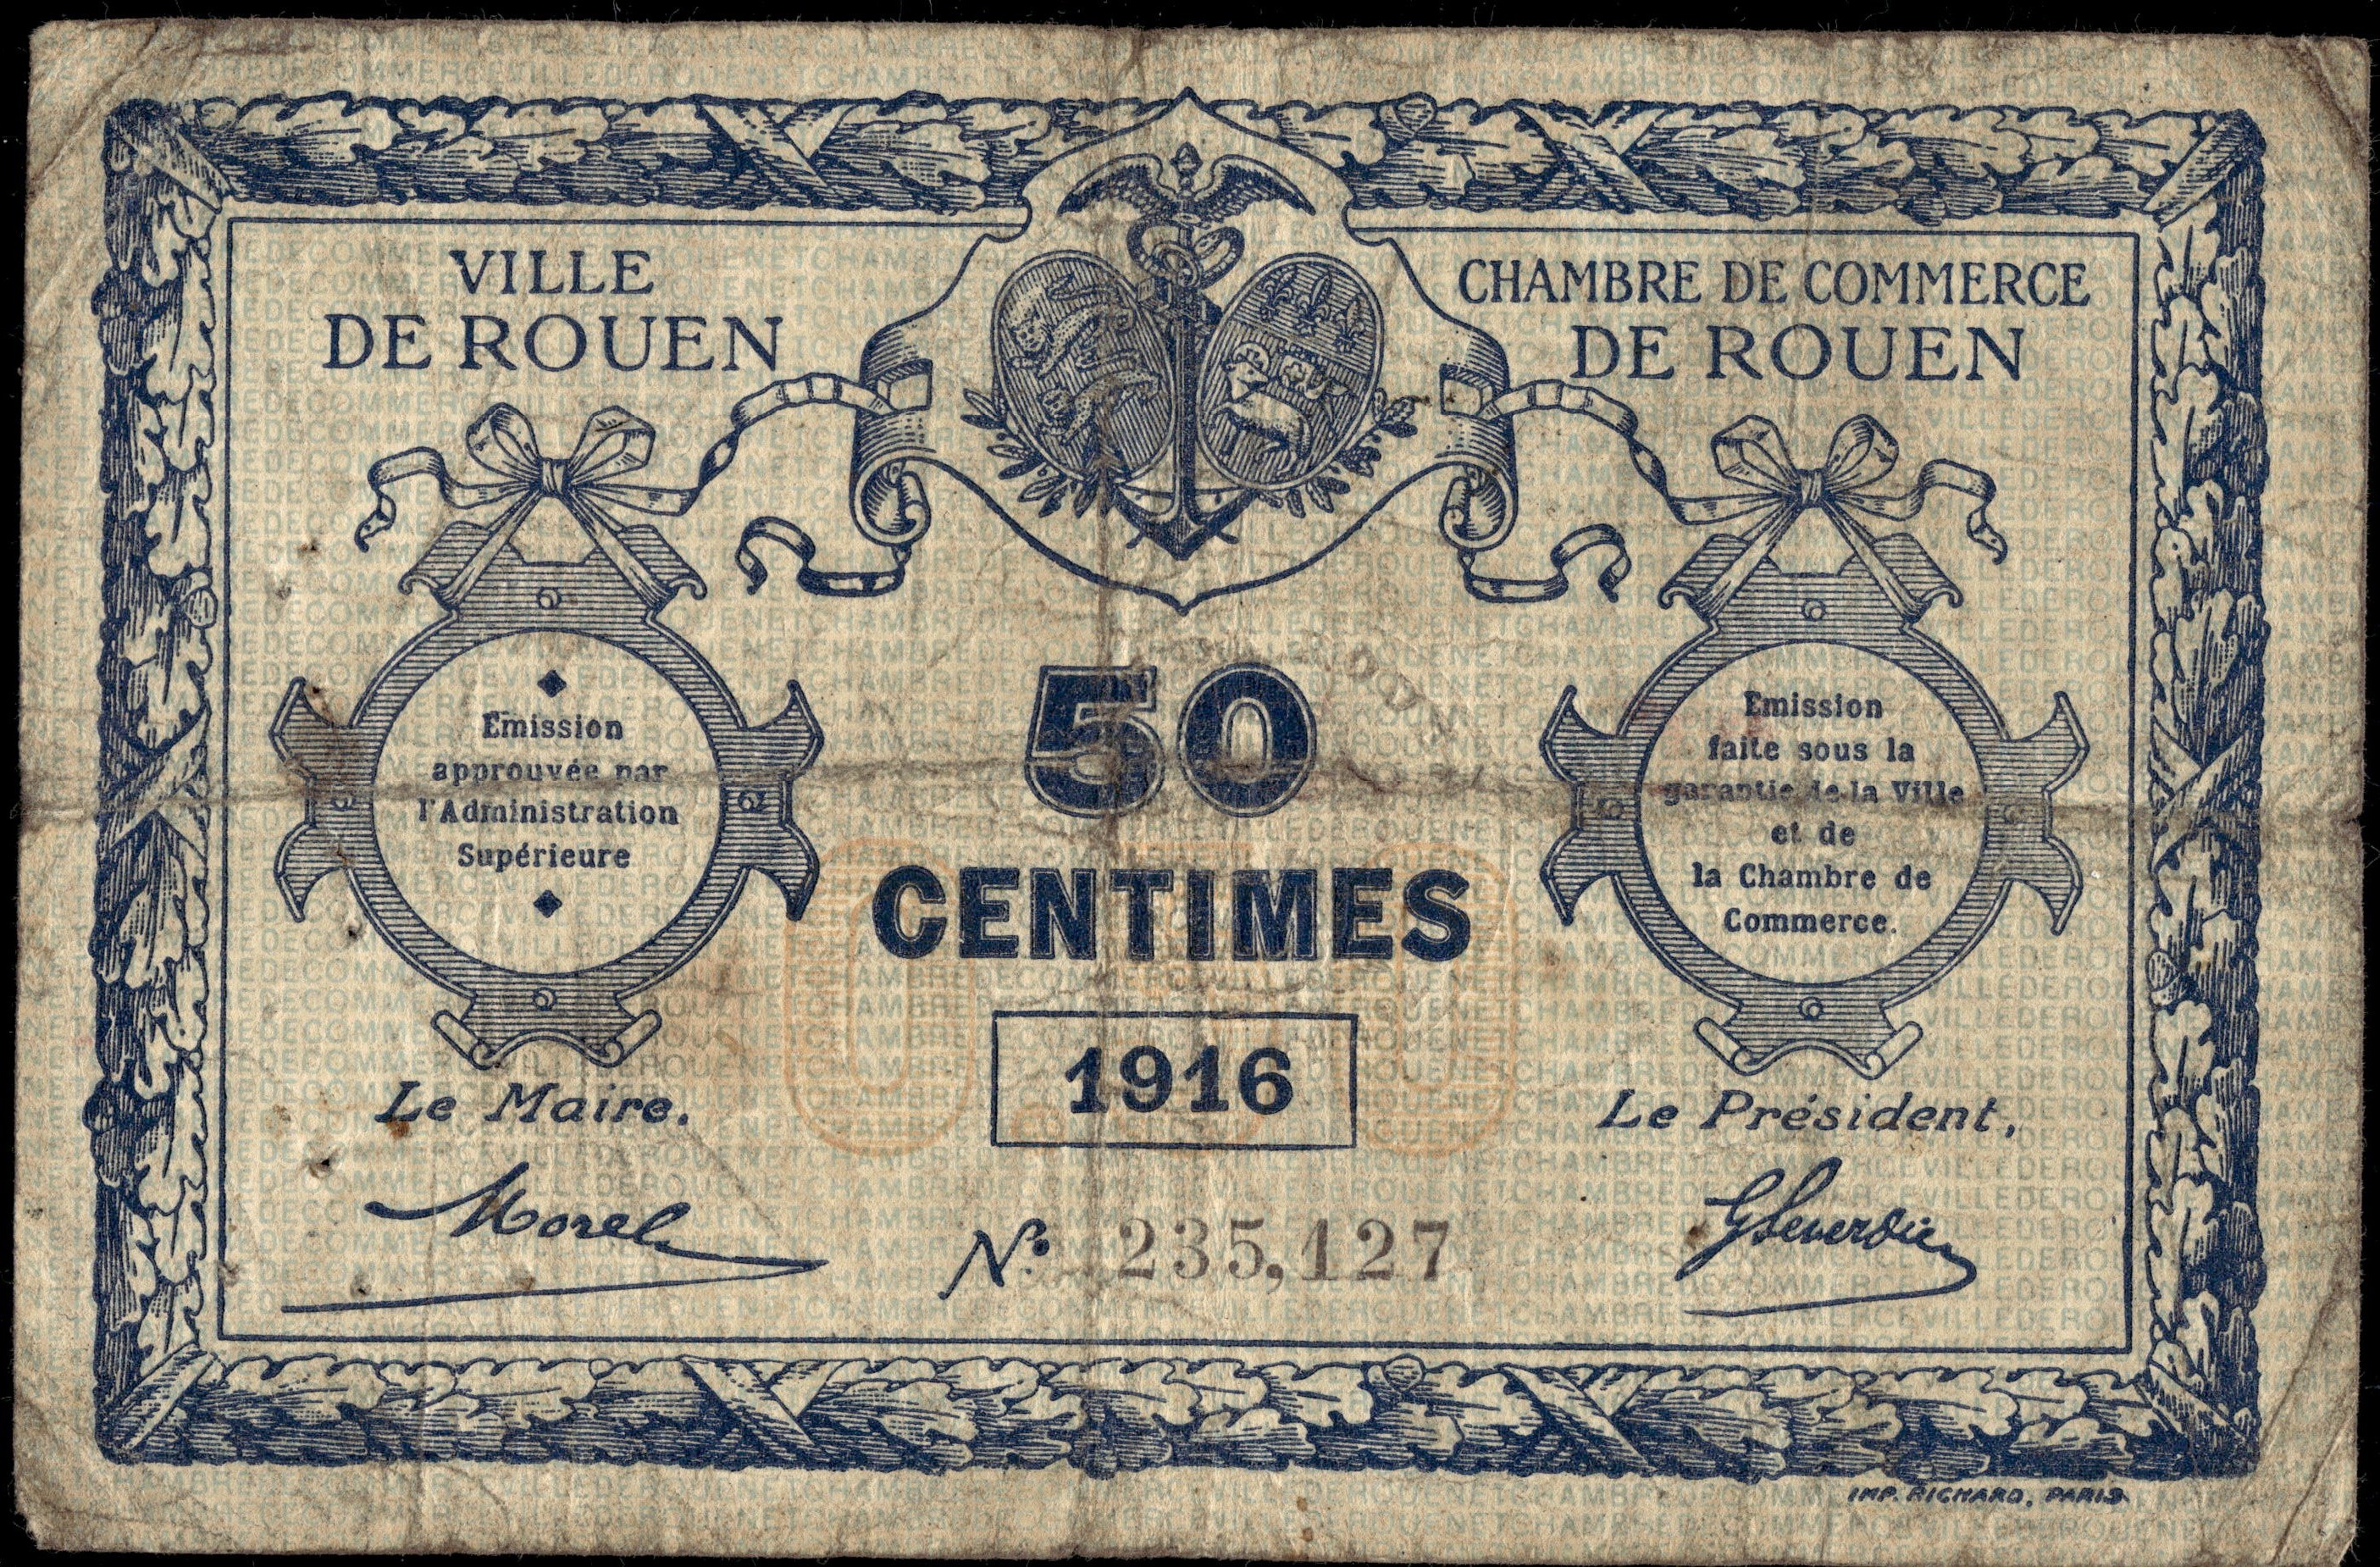 VILLE
DE ROUEN
CHAMBRE DE COMMERCE
DE ROUEN
Emission
approuvée par
l'Administration
Supérieure
50
CENTIMES
1916
Emission
faite sous la
garantie de la Ville
et de
la Chambre de
Commerce.
Le Maire.
Morel
Le Président,
N° 235,127
IMP. RICHARD, PARIS